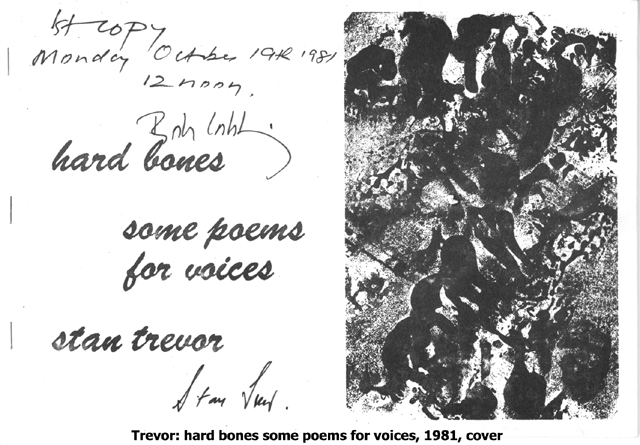 1st copy
Monday October 19th 1981
12 noon.
Bob Cobbing
hard bones
some poems
for voices
stan trevor
Stan Trevor.
Trevor: hard bones some poems for voices, 1981, cover